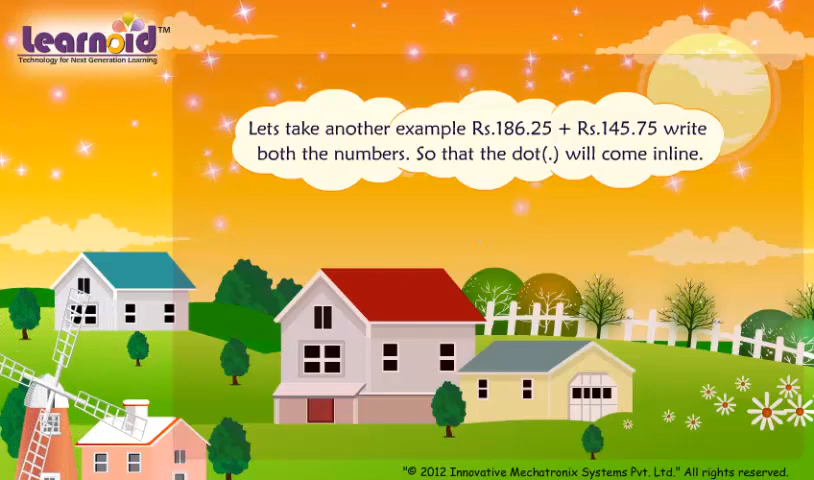 Learnoid™
Technology for Next Generation Learning
Lets take another example Rs.186.25 + Rs.145.75 write
both the numbers. So that the dot(.) will come inline.
"© 2012 Innovative Mechatronix Systems Pvt. Ltd." All rights reserved.